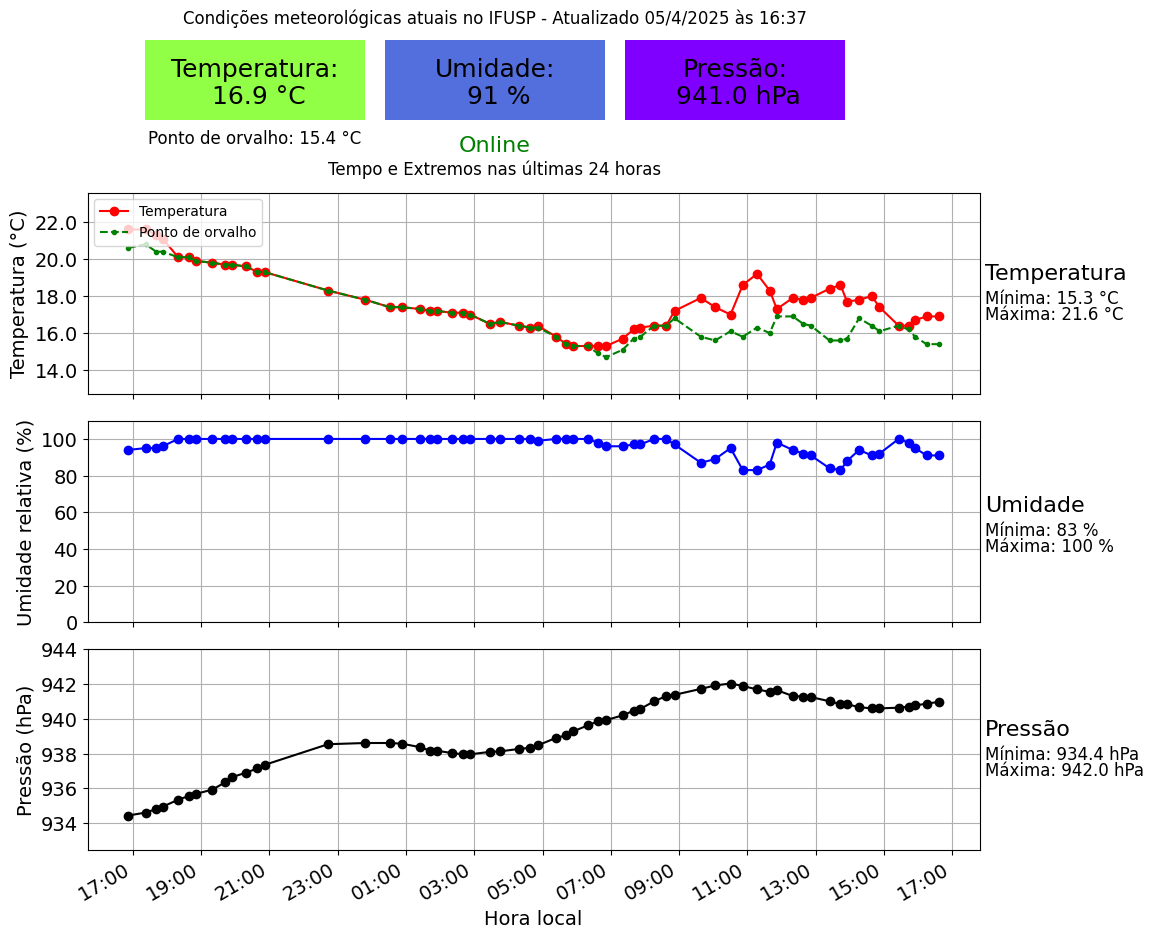 Condições meteorológicas atuais no IFUSP - Atualizado 05/4/2025 às 16:37
Temperatura:
16.9 °C
Umidade:
91 %
Pressão:
941.0 hPa
Ponto de orvalho: 15.4 °C
Online
Tempo e Extremos nas últimas 24 horas
Temperatura (°C)
22.0
20.0
18.0
16.0
14.0
Temperatura
Ponto de orvalho
Temperatura
Mínima: 15.3 °C
Máxima: 21.6 °C
Umidade relativa (%)
100
80
60
40
20
0
Umidade
Mínima: 83 %
Máxima: 100 %
Pressão (hPa)
944
942
940
938
936
934
Pressão
Mínima: 934.4 hPa
Máxima: 942.0 hPa
17:00 19:00 21:00 23:00 01:00 03:00 05:00 07:00 09:00 11:00 13:00 15:00 17:00
Hora local